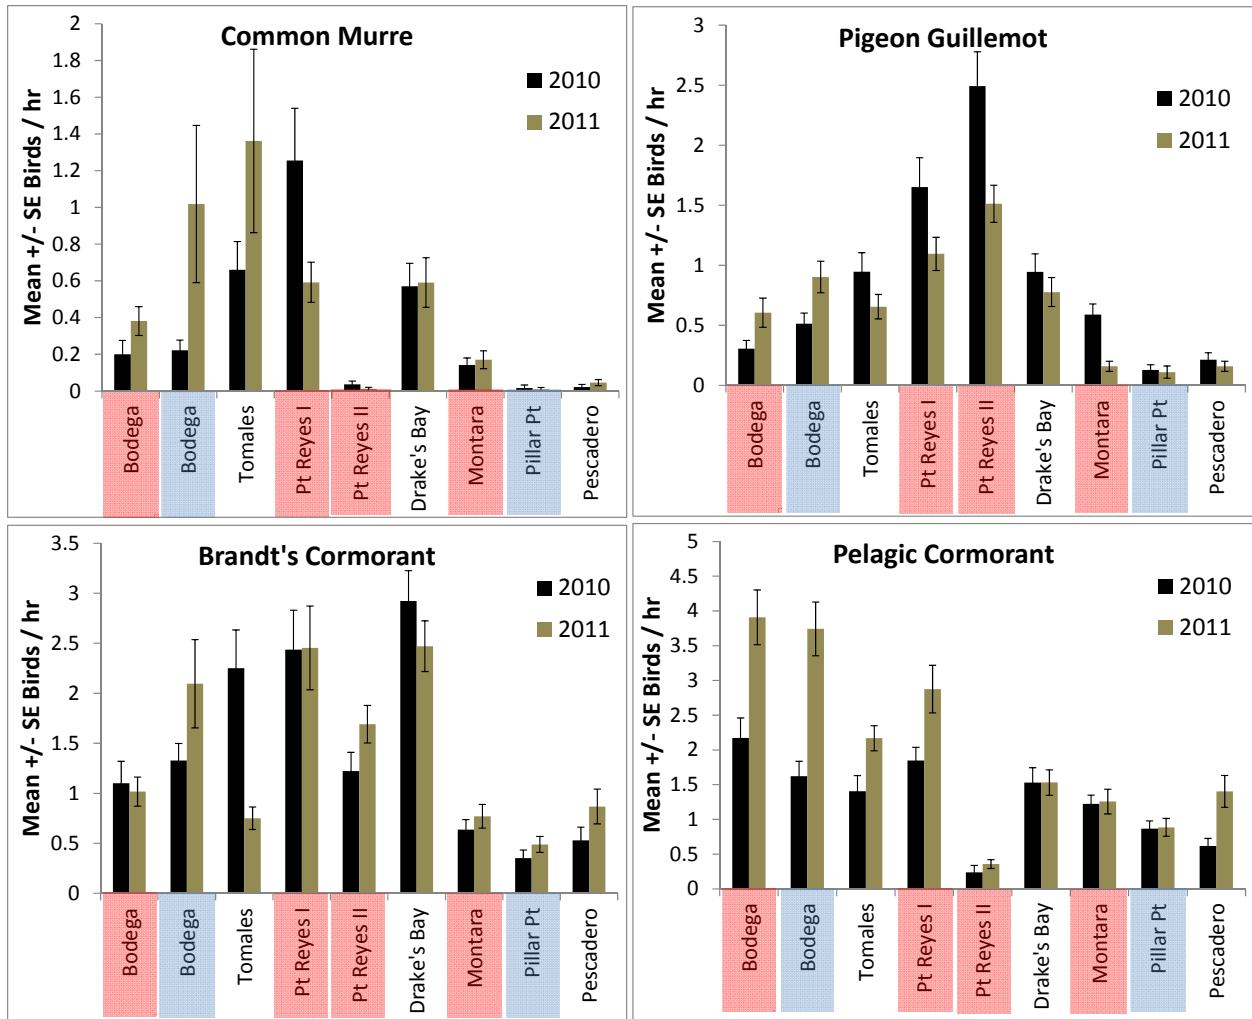 Common Murre
2010
2011
Mean +/- SE Birds / hr
2
1.8
1.6
1.4
1.2
1
0.8
0.6
0.4
0.2
0
Bodega
Bodega
Tomales
Pt Reyes I
Pt Reyes II
Drake's Bay
Montara
Pillar Pt
Pescadero
Pigeon Guillemot
2010
2011
Mean +/- SE Birds / hr
3
2.5
2
1.5
1
0.5
0
Bodega
Bodega
Tomales
Pt Reyes I
Pt Reyes II
Drake's Bay
Montara
Pillar Pt
Pescadero
Brandt's Cormorant
2010
2011
Mean +/- SE Birds / hr
3.5
3
2.5
2
1.5
1
0.5
0
Bodega
Bodega
Tomales
Pt Reyes I
Pt Reyes II
Drake's Bay
Montara
Pillar Pt
Pescadero
Pelagic Cormorant
2010
2011
Mean +/- SE Birds / hr
5
4.5
4
3.5
3
2.5
2
1.5
1
0.5
0
Bodega
Bodega
Tomales
Pt Reyes I
Pt Reyes II
Drake's Bay
Montara
Pillar Pt
Pescadero